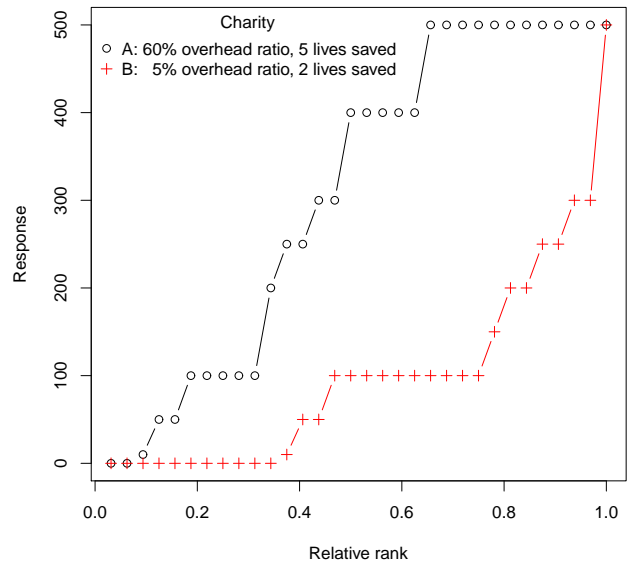 Charity
A: 60% overhead ratio, 5 lives saved
B: 5% overhead ratio, 2 lives saved
Response
500
400
300
200
100
0
0.0 0.2 0.4 0.6 0.8 1.0
Relative rank